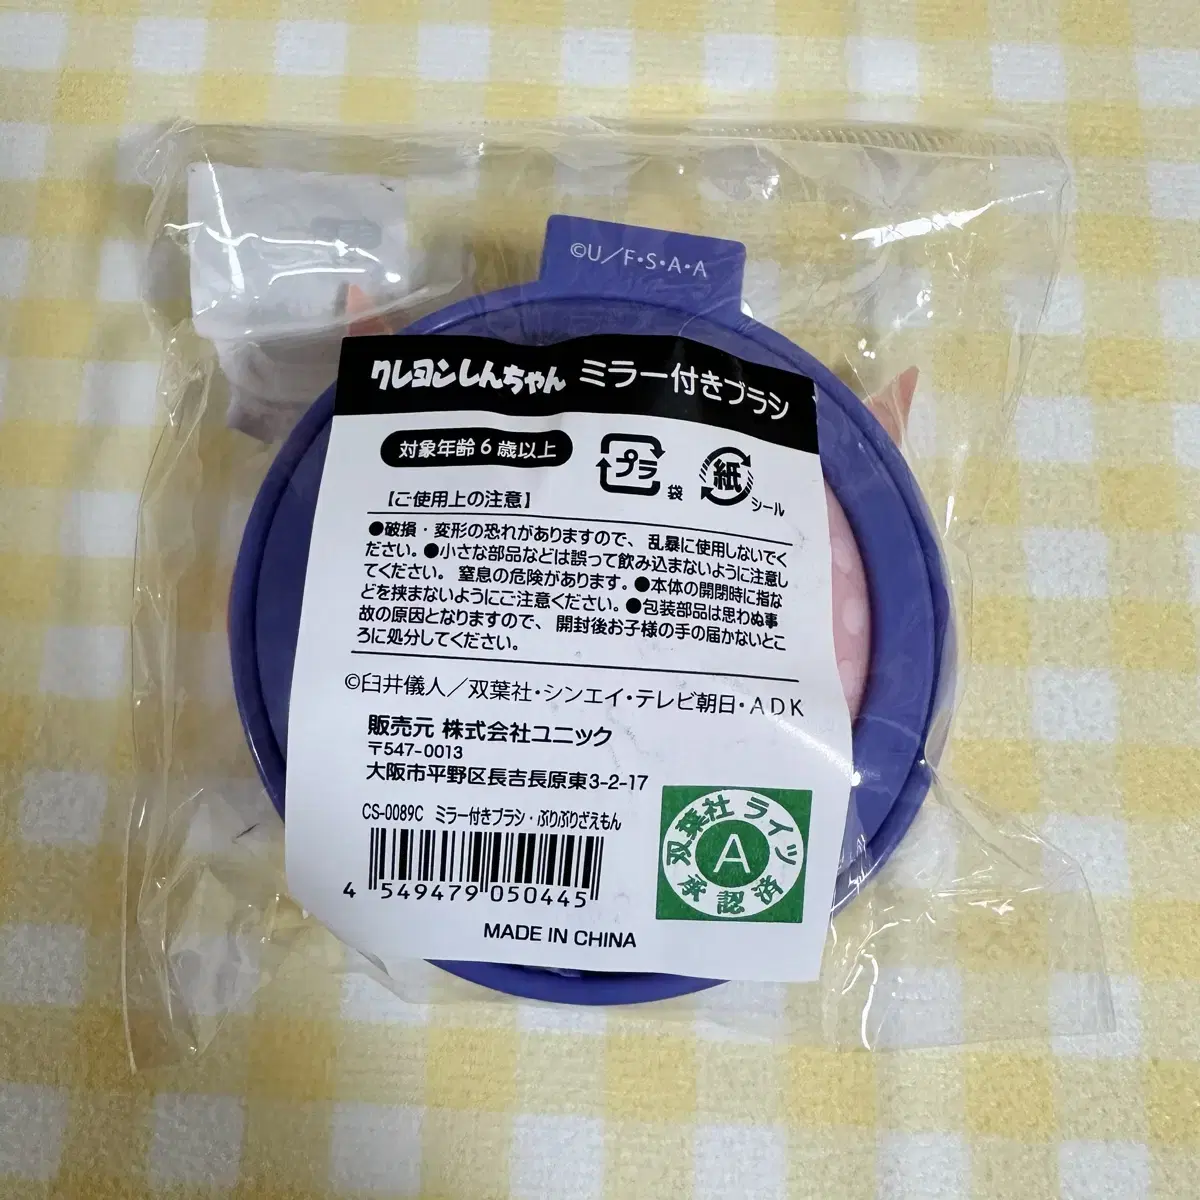 ©U/F・S・A・A
クレヨンしんちゃん ミラー付きブラシ
対象年齢6歳以上
プラ
袋
紙
シール
【ご使用上の注意】
●破損・変形の恐れがありますので、乱暴に使用しないでく
ださい。●小さな部品などは誤って飲み込まないように注意し
てください。窒息の危険があります。●本体の開閉時に指な
どを挟まないようにご注意ください。●包装部品は思わぬ事
故の原因となりますので、開封後お子様の手の届かないとこ
ろに処分してください。
©臼井儀人/双葉社・シンエイ・テレビ朝日・ADK
販売元 株式会社ユニック
〒547-0013
大阪市平野区長吉長原東3-2-17
CS-0089C ミラー付きブラシ・ぶりぶりざえもん
4 549479 050445
MADE IN CHINA
双葉社 ライツ
A
承認済